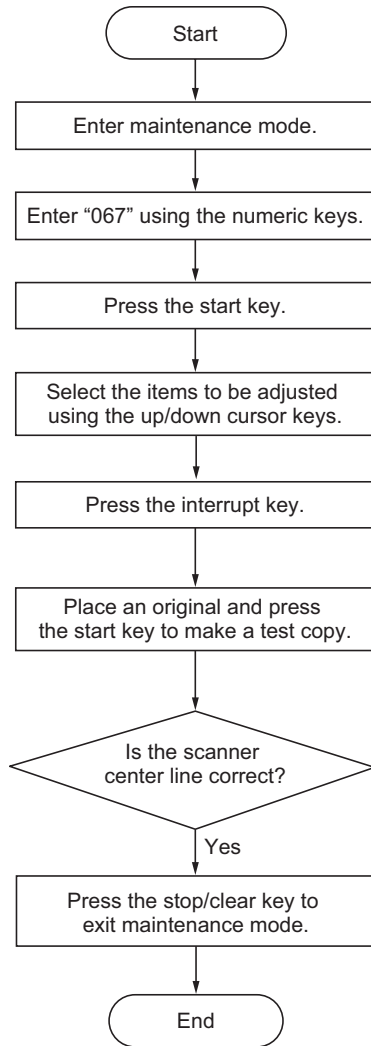 Start
Enter maintenance mode.
Enter “067” using the numeric keys.
Press the start key.
Select the items to be adjusted
using the up/down cursor keys.
Press the interrupt key.
Place an original and press
the start key to make a test copy.
Is the scanner
center line correct?
Yes
Press the stop/clear key to
exit maintenance mode.
End